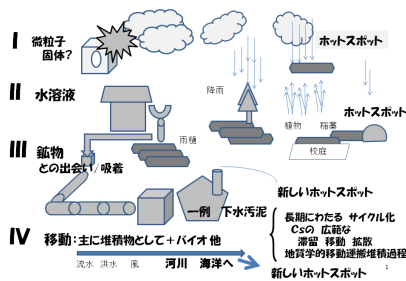 I 微粒子
固体?
ホットスポット
II 水溶液
降雨
ホットスポット
植物 稲藁
校庭
雨樋
III 鉱物
との出会い/吸着
新しいホットスポット
一例 下水汚泥
長期にわたる サイクル化
Csの 広範な
滞留 移動 拡散
地質学的移動運搬堆積過程
IV 移動:主に堆積物として+バイオ他
流水 洪水 風 河川 海洋へ
新しいホットスポット
1